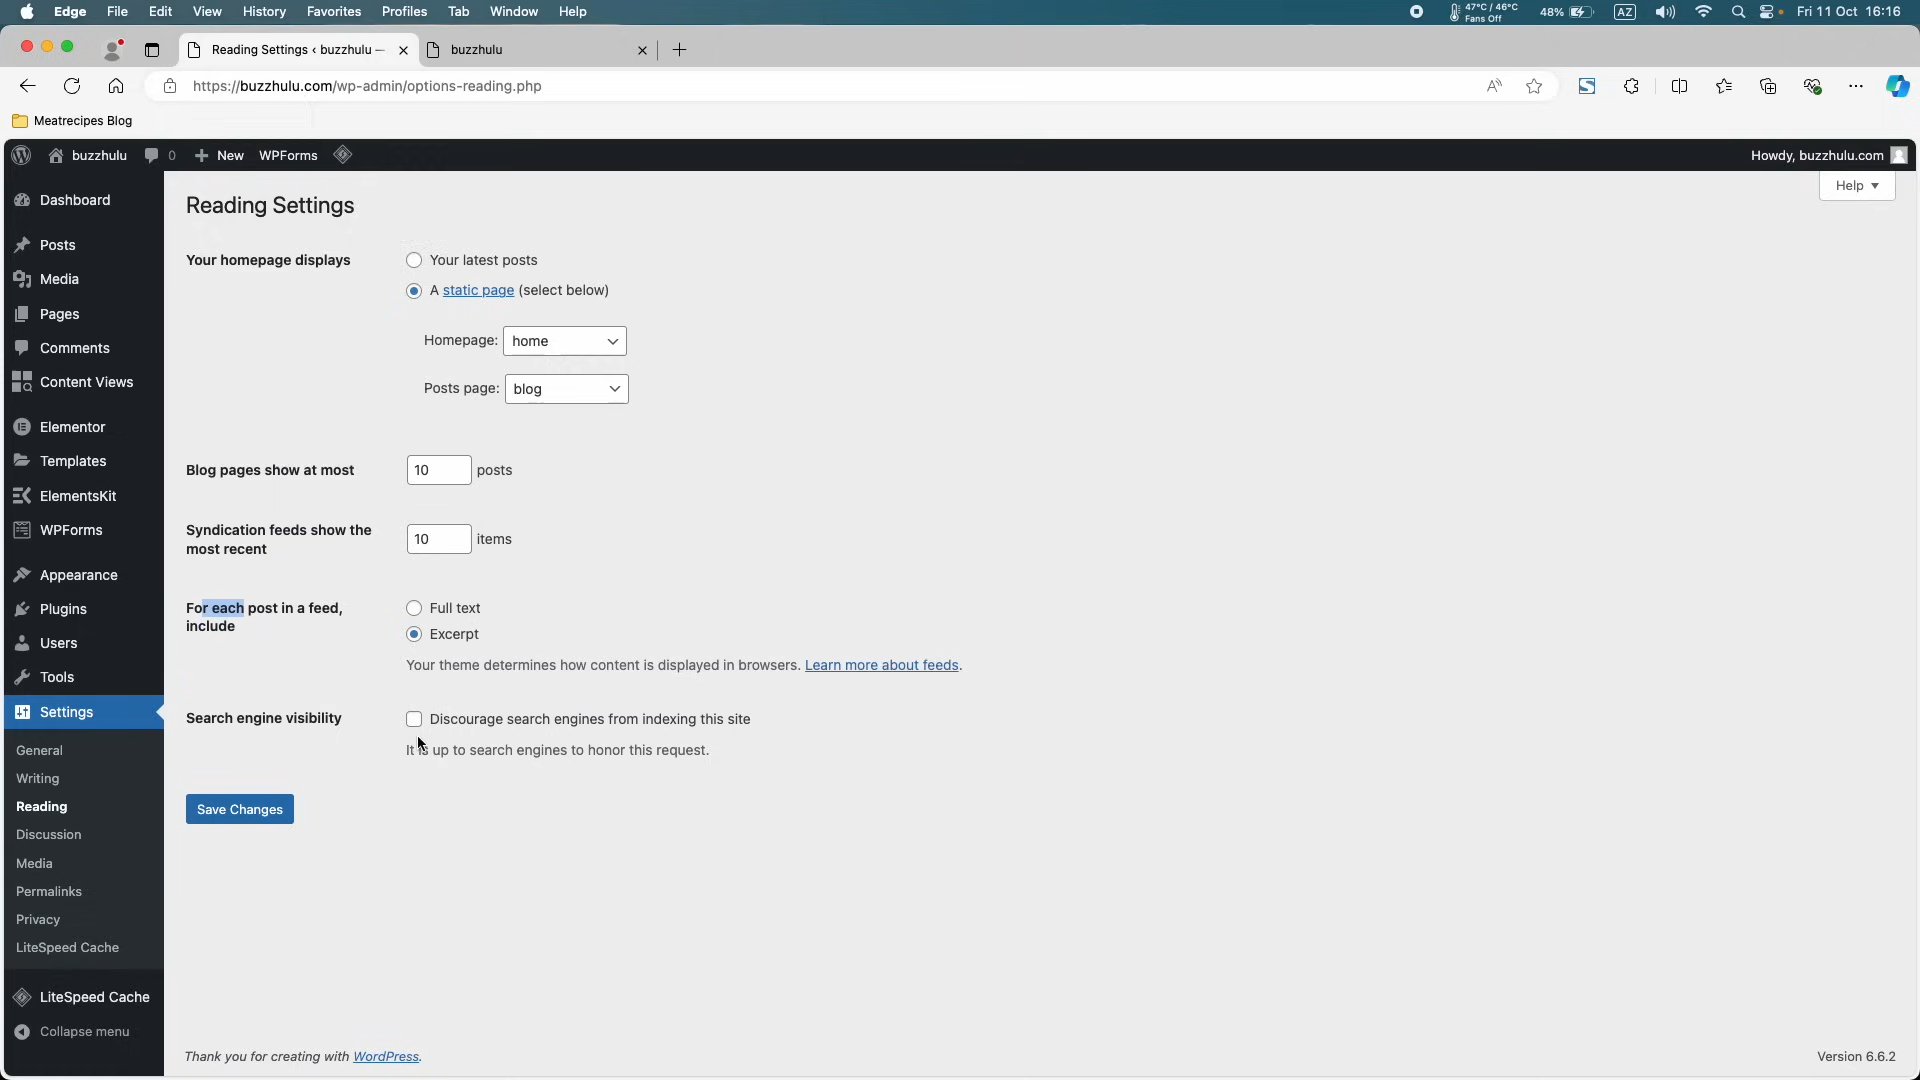 Edge File Edit View History Favorites Profiles Tab Window Help 47°C / 46°C Fans Off 48% AZ Fri 11 Oct 16:16
Reading Settings ‹ buzzhulu — buzzhulu
https://buzzhulu.com/wp-admin/options-reading.php
Meatrecipes Blog
buzzhulu 0 New WPForms Howdy, buzzhulu.com
Help
Dashboard
Posts
Media
Pages
Comments
Content Views
Elementor
Templates
ElementsKit
WPForms
Appearance
Plugins
Users
Tools
Settings
General
Writing
Reading
Discussion
Media
Permalinks
Privacy
LiteSpeed Cache
LiteSpeed Cache
Collapse menu
Reading Settings
Your homepage displays
Your latest posts
A static page (select below)
Homepage: home
Posts page: blog
Blog pages show at most 10 posts
Syndication feeds show the
most recent
10 items
For each post in a feed,
include
Full text
Excerpt
Your theme determines how content is displayed in browsers. Learn more about feeds.
Search engine visibility
Discourage search engines from indexing this site
It is up to search engines to honor this request.
Save Changes
Thank you for creating with WordPress. Version 6.6.2